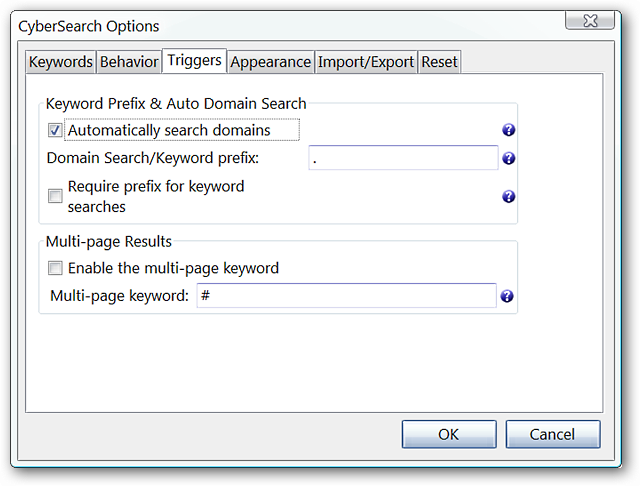 CyberSearch Options
Keywords Behavior Triggers Appearance Import/Export Reset
Keyword Prefix & Auto Domain Search
Automatically search domains ?
Domain Search/Keyword prefix: . ?
Require prefix for keyword
searches ?
Multi-page Results
Enable the multi-page keyword
Multi-page keyword: # ?
OK Cancel